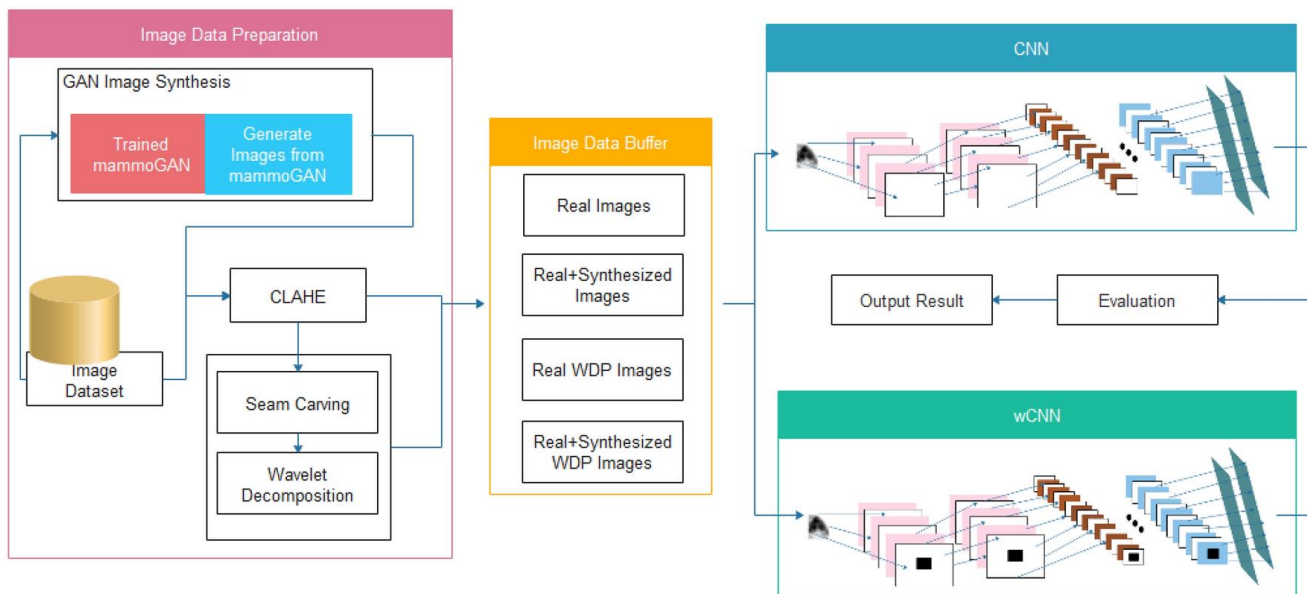 Image Data Preparation
GAN Image Synthesis
Trained
mammoGAN
Generate
Images from
mammoGAN
Image
Dataset
CLAHE
Seam Carving
Wavelet
Decomposition
Image Data Buffer
Real Images
Real+Synthesized
Images
Real WDP Images
Real+Synthesized
WDP Images
CNN
Output Result
Evaluation
wCNN